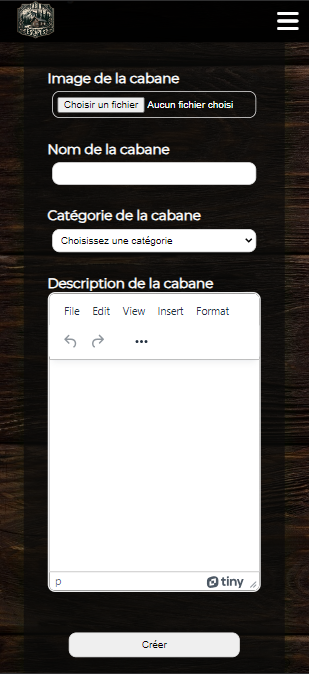 Image de la cabane
Choisir un fichier Aucun fichier choisi
Nom de la cabane
Catégorie de la cabane
Choisissez une catégorie
Description de la cabane
File Edit View Insert Format
p tiny
Créer